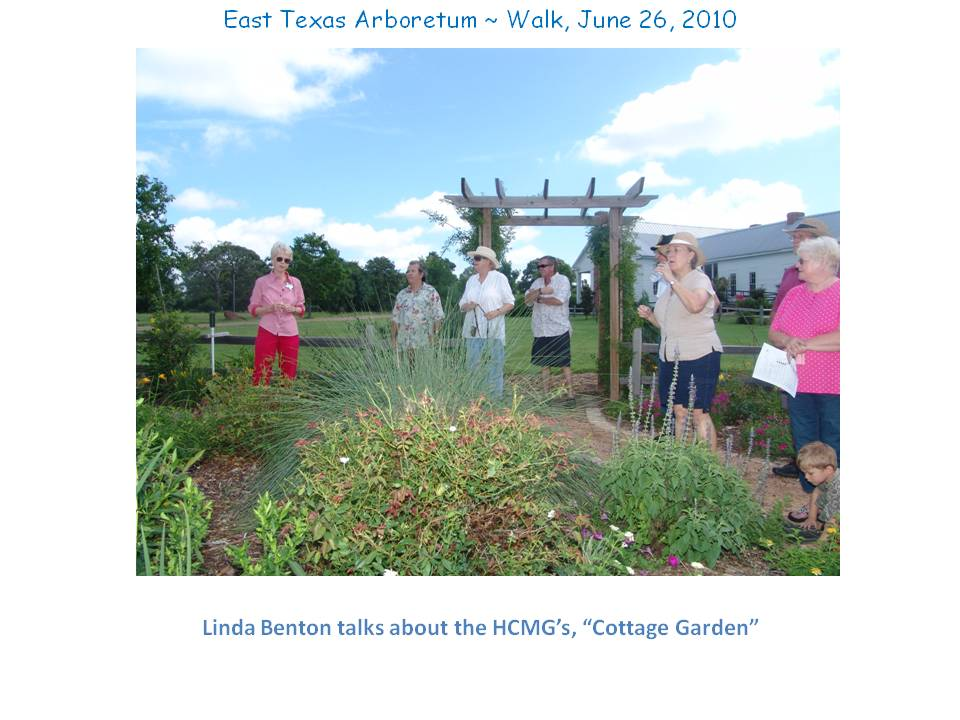 East Texas Arboretum ~ Walk, June 26, 2010
Linda Benton talks about the HCMG’s, “Cottage Garden”